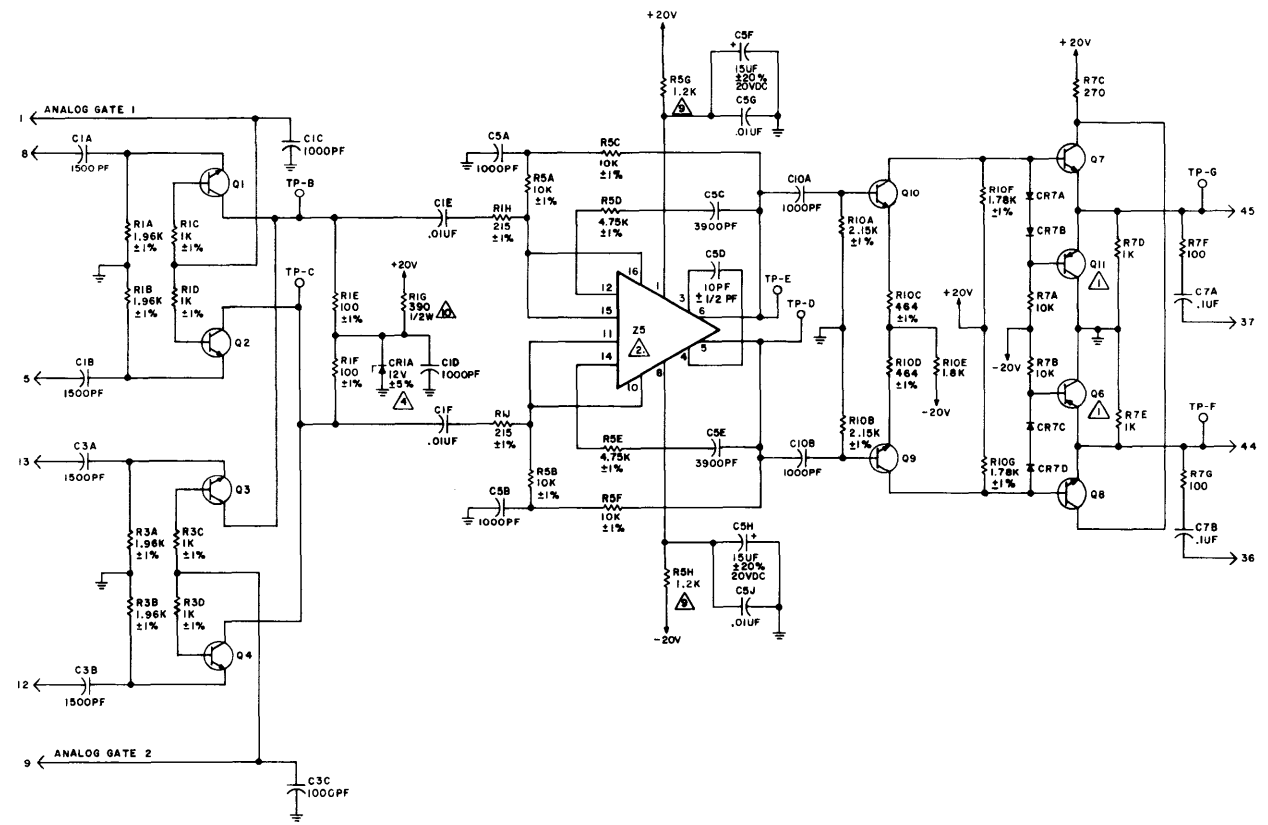 +20V
C5F
+
15UF
±20%
20VDC
R5G
1.2K
9
C5G
.01UF
+20V
R7C
270
ANALOG GATE 1
1
C1A
8
1500PF
C1C
1000PF
Q1
TP-B
R1A
1.96K
±1%
R1C
1K
±1%
R1B
1.96K
±1%
R1D
1K
±1%
TP-C
Q2
C1B
5
1500PF
C1E
.01UF
R1H
215
±1%
+20V
R1G
390
1/2W
10
R1E
100
±1%
R1F
100
±1%
CR1A
12V
±5%
4
C1D
1000PF
C1F
.01UF
R1J
215
±1%
C5A
1000PF
R5C
10K
±1%
R5A
10K
±1%
R5D
4.75K
±1%
C5C
3900PF
C5D
10PF
±1/2 PF
16
1
3
12
6
15
Z5
2.
11
5
14
4
10
8
TP-E
TP-D
R5E
4.75K
±1%
C5E
3900PF
R5B
10K
±1%
C5B
1000PF
R5F
10K
±1%
C5H
+
15UF
±20%
20VDC
R5H
1.2K
9
C5J
.01UF
-20V
C10A
1000PF
Q10
R10A
2.15K
±1%
R10C
464
±1%
R10D
464
±1%
R10E
1.8K
-20V
R10B
2.15K
±1%
C10B
1000PF
Q9
R10F
1.78K
±1%
+20V
R10G
1.78K
±1%
CR7A
CR7B
R7A
10K
-20V
R7B
10K
CR7C
CR7D
Q7
Q11
1
Q6
1
Q8
R7D
1K
R7E
1K
TP-G
45
R7F
100
C7A
.1UF
37
TP-F
44
R7G
100
C7B
.1UF
36
C3A
13
1500PF
Q3
R3A
1.96K
±1%
R3C
1K
±1%
R3B
1.96K
±1%
R3D
1K
±1%
Q4
C3B
12
1500PF
ANALOG GATE 2
9
C3C
1000PF